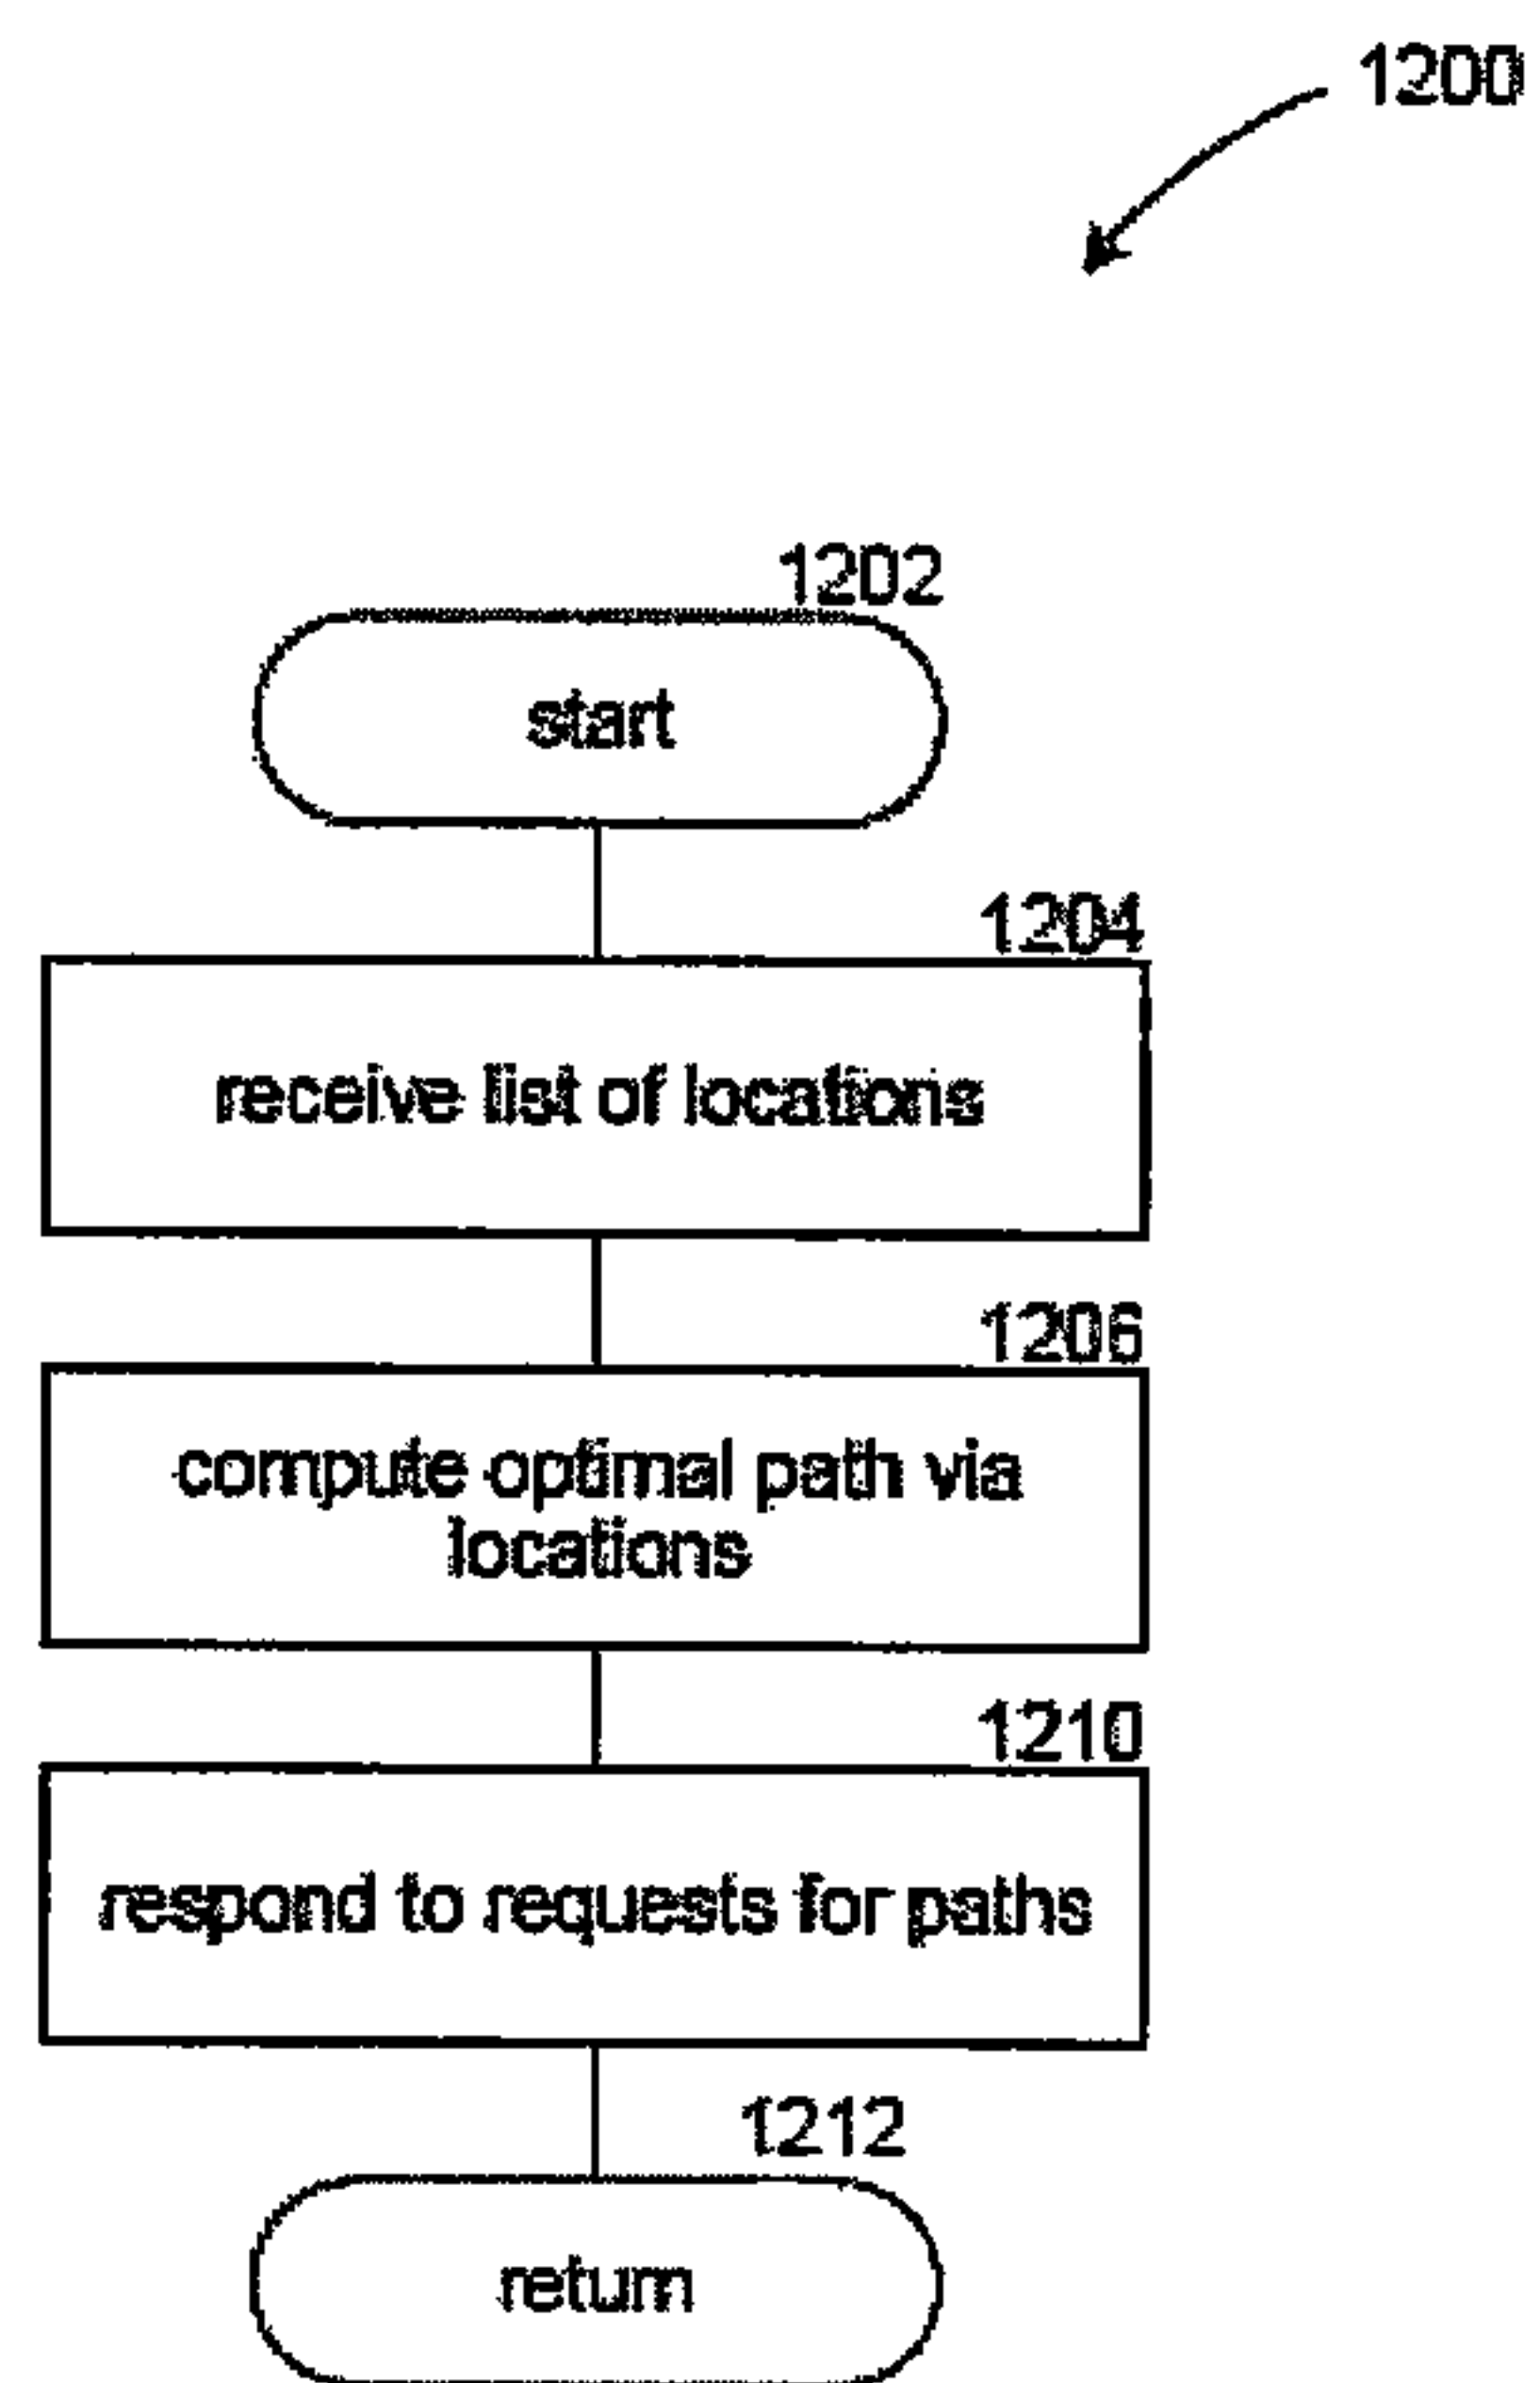 1200
1202
start
1204
receive list of locations
1206
compute optimal path via
locations
1210
respond to requests for paths
1212
return